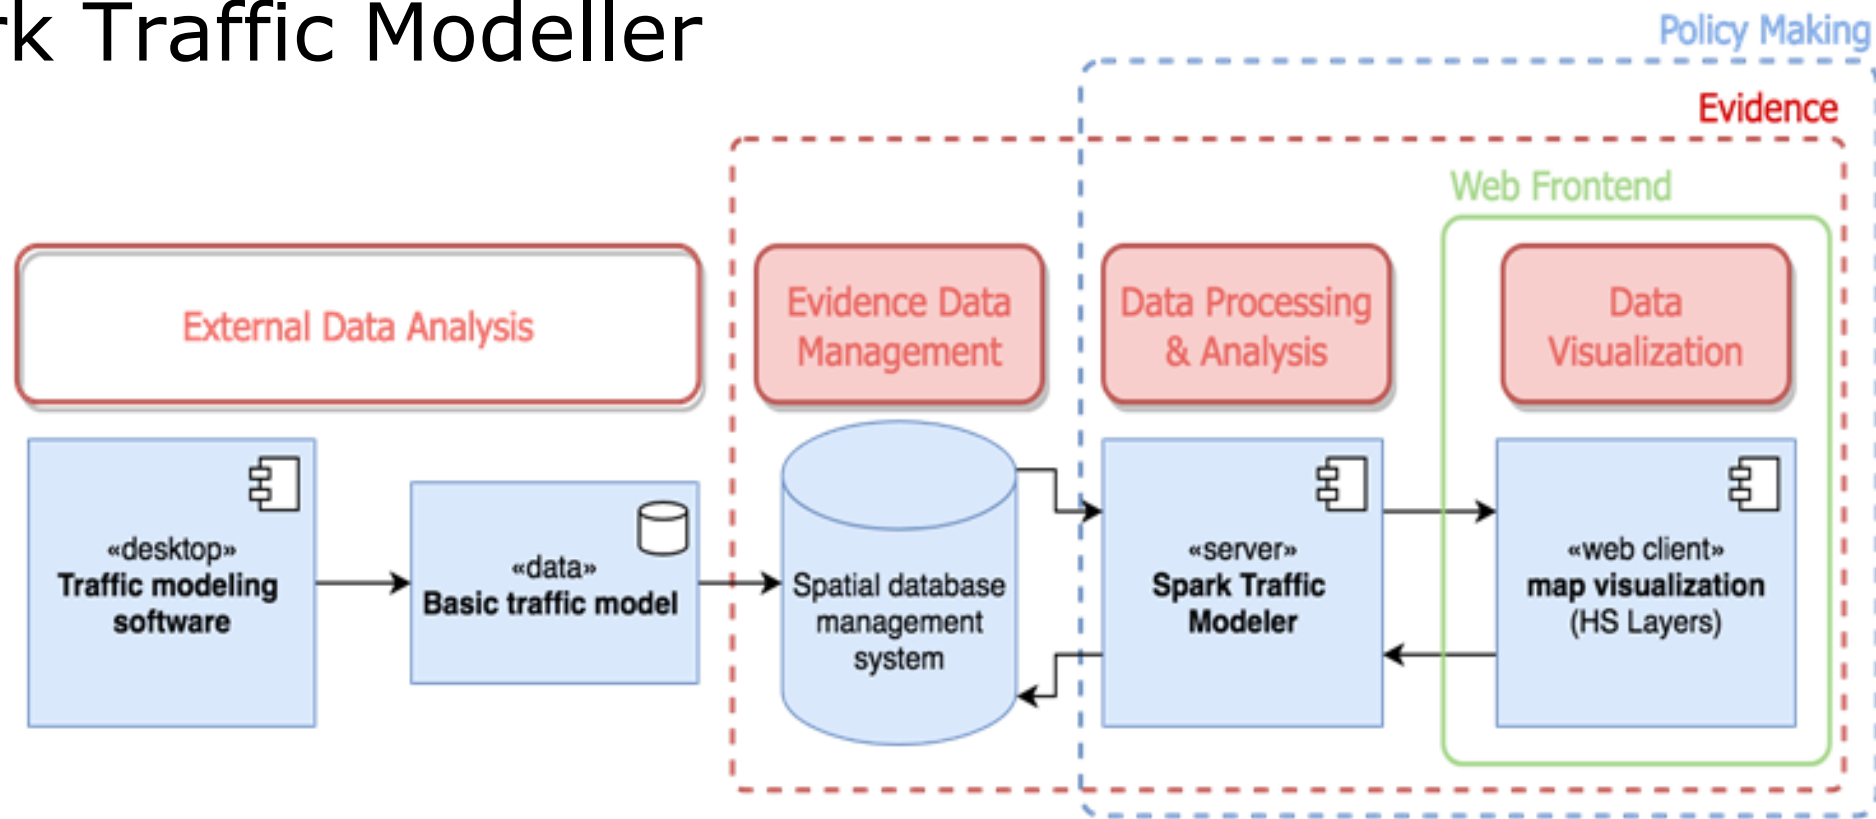 rk Traffic Modeller
Policy Making
Evidence
Web Frontend
External Data Analysis
Evidence Data
Management
Data Processing
& Analysis
Data
Visualization
«desktop»
Traffic modeling
software
«data»
Basic traffic model
Spatial database
management
system
«server»
Spark Traffic
Modeler
«web client»
map visualization
(HS Layers)